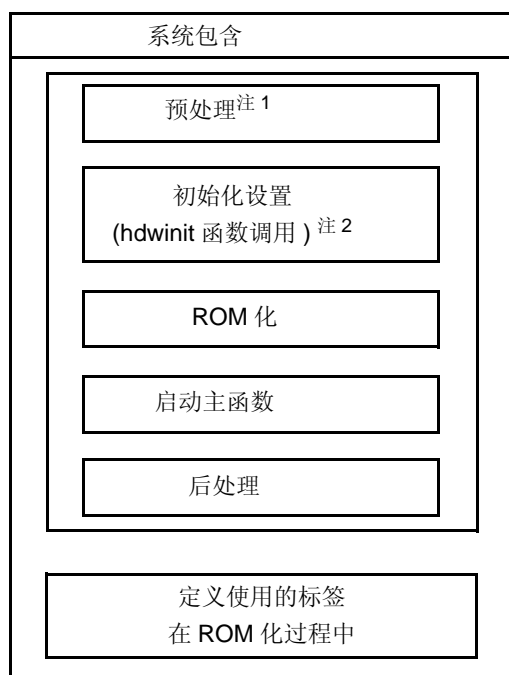 系统包含
预处理注 1
初始化设置
(hdwinit 函数调用 ) 注 2
ROM 化
启动主函数
后处理
定义使用的标签
在 ROM 化过程中